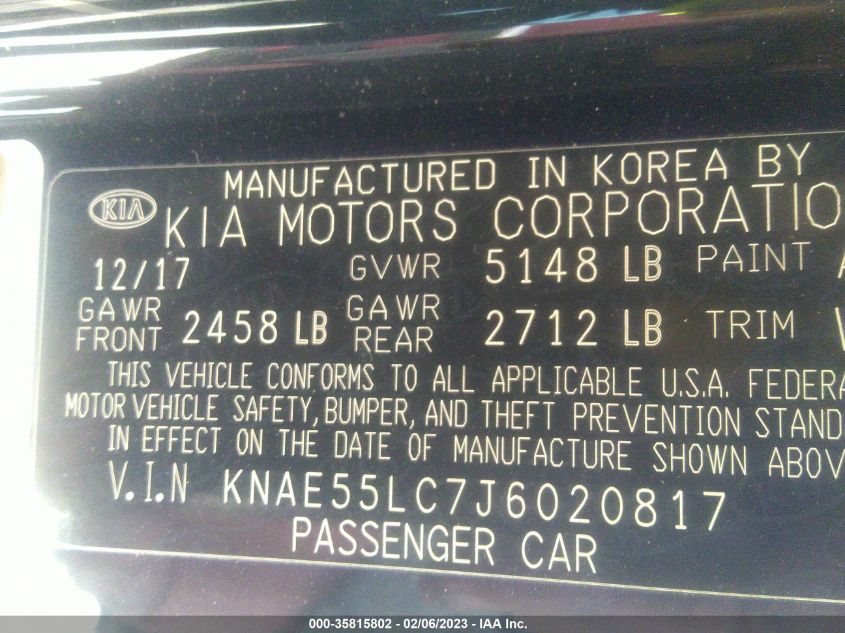 MANUFACTURED IN KOREA BY
KIA
KIA MOTORS CORPORATIO
12/17 GVWR 5148 LB PAINT A
GAWR FRONT 2458 LB GAWR REAR 2712 LB TRIM
THIS VEHICLE CONFORMS TO ALL APPLICABLE U.S.A. FEDERA
MOTOR VEHICLE SAFETY, BUMPER, AND THEFT PREVENTION STAND
IN EFFECT ON THE DATE OF MANUFACTURE SHOWN ABOV
V.I.N KNAE55LC7J6020817
PASSENGER CAR
000-35815802 - 02/06/2023 - IAA Inc.